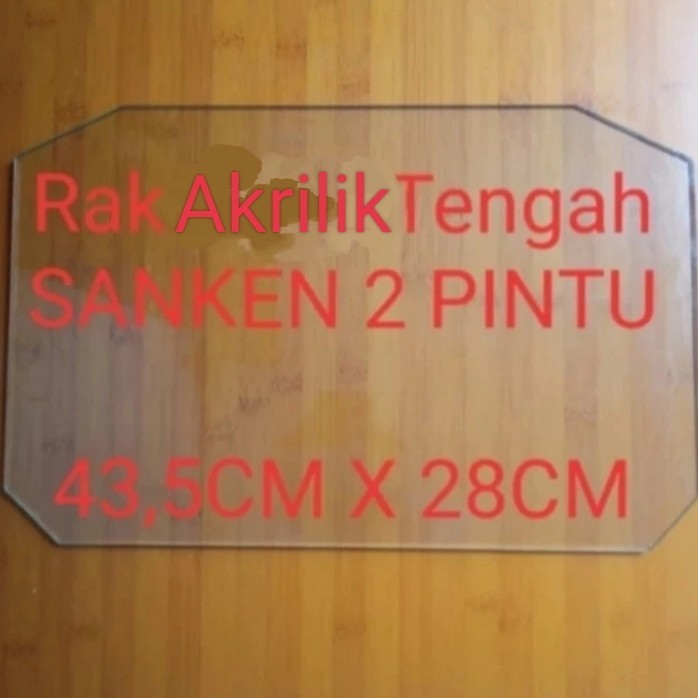 Rak Akrilik Tengah
SANKEN 2 PINTU
43,5CM X 28CM